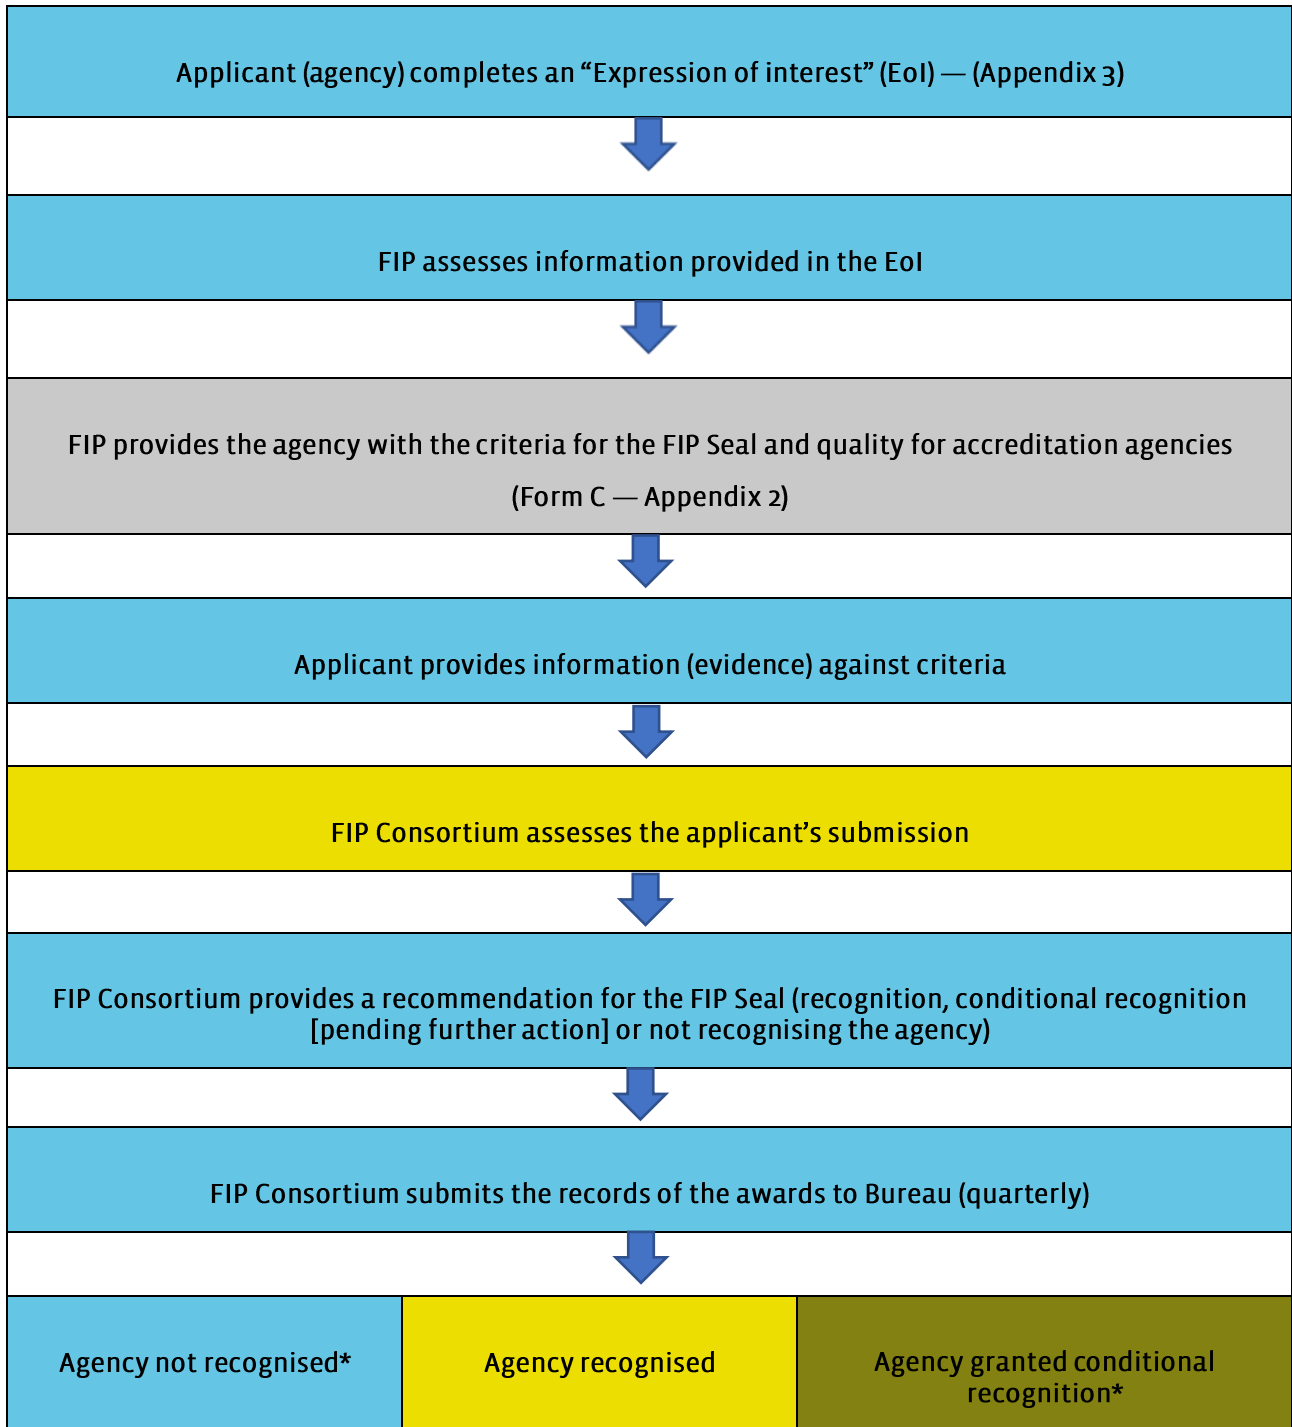 Applicant (agency) completes an “Expression of interest” (EoI) — (Appendix 3)
FIP assesses information provided in the EoI
FIP provides the agency with the criteria for the FIP Seal and quality for accreditation agencies
(Form C — Appendix 2)
Applicant provides information (evidence) against criteria
FIP Consortium assesses the applicant’s submission
FIP Consortium provides a recommendation for the FIP Seal (recognition, conditional recognition
[pending further action] or not recognising the agency)
FIP Consortium submits the records of the awards to Bureau (quarterly)
Agency not recognised*
Agency recognised
Agency granted conditional
recognition*